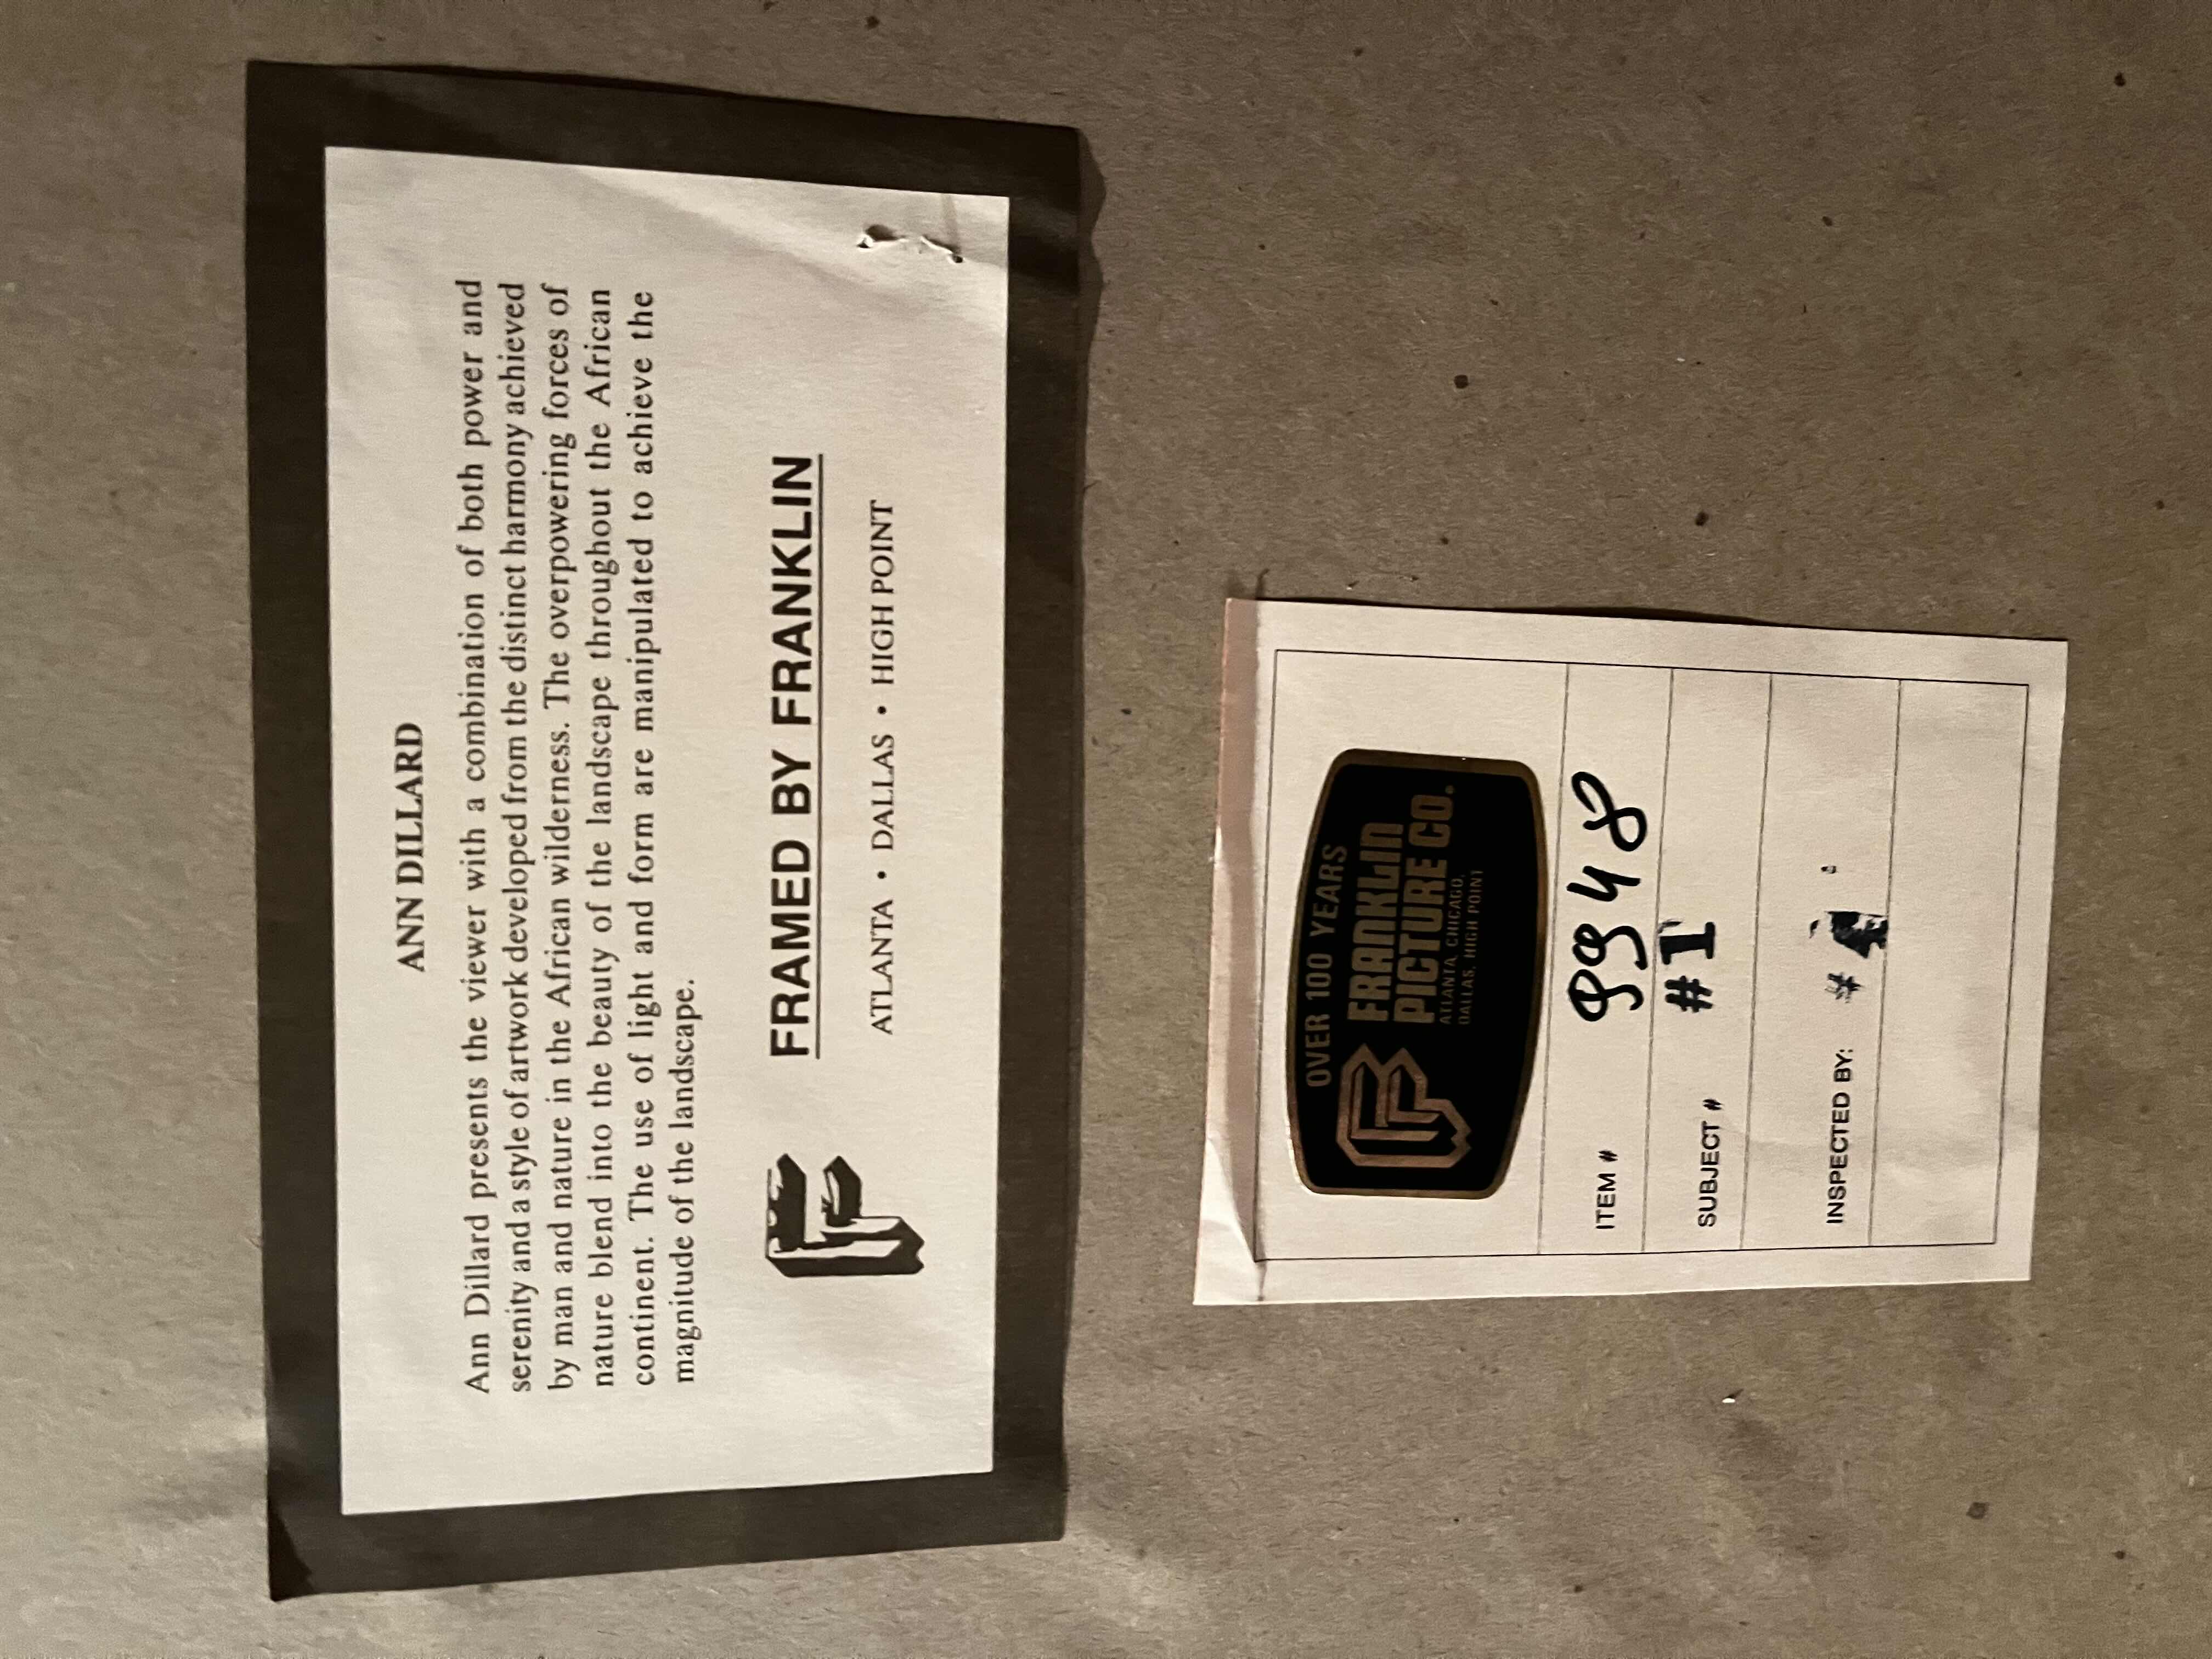 ANN DILLARD
Ann Dillard presents the viewer with a combination of both power and
serenity and a style of artwork developed from the distinct harmony achieved
by man and nature in the African wilderness. The overpowering forces of
nature blend into the beauty of the landscape throughout the African
continent. The use of light and form are manipulated to achieve the
magnitude of the landscape.
FRAMED BY FRANKLIN
ATLANTA • DALLAS • HIGH POINT
OVER 100 YEARS
FRANKLIN
PICTURE CO.
ATLANTA, CHICAGO,
DALLAS, HIGH POINT
ITEM #
SUBJECT # #1
INSPECTED BY: #